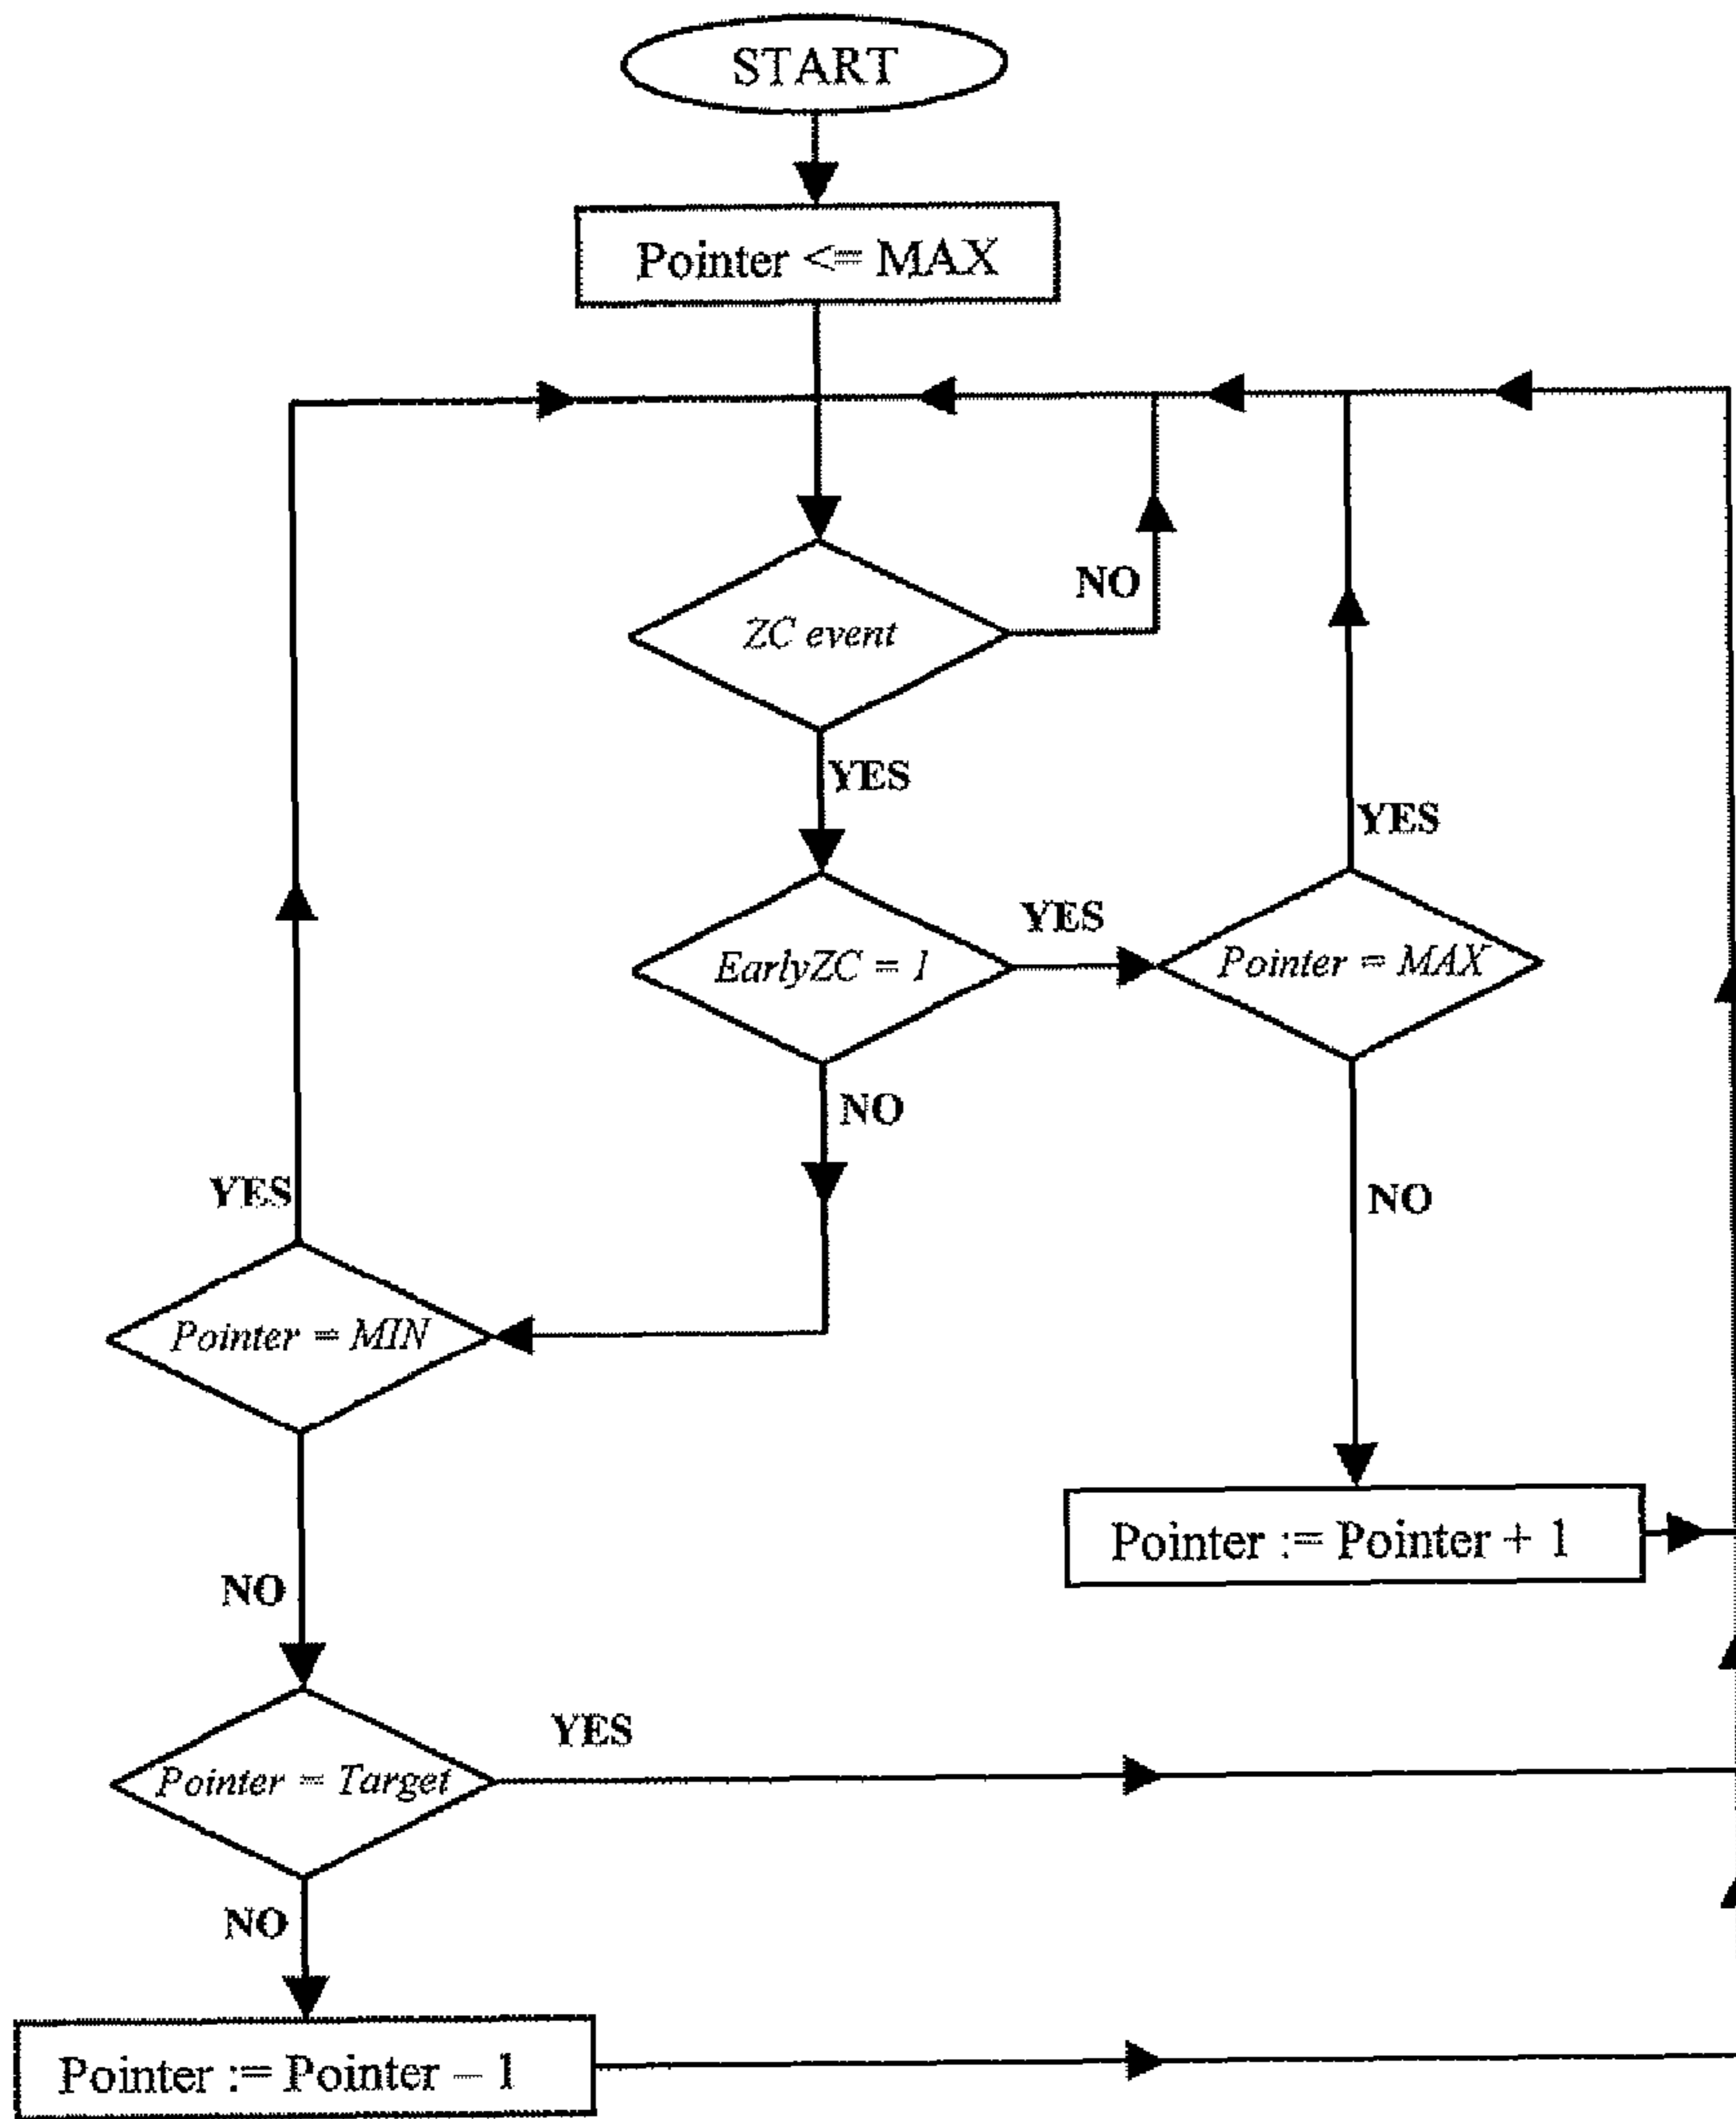 START
Pointer <= MAX
NO
ZC event
YES
YES
YES
EarlyZC = 1
Pointer = MAX
NO
YES
NO
Pointer = MIN
Pointer := Pointer + 1
NO
YES
Pointer = Target
NO
Pointer := Pointer – 1